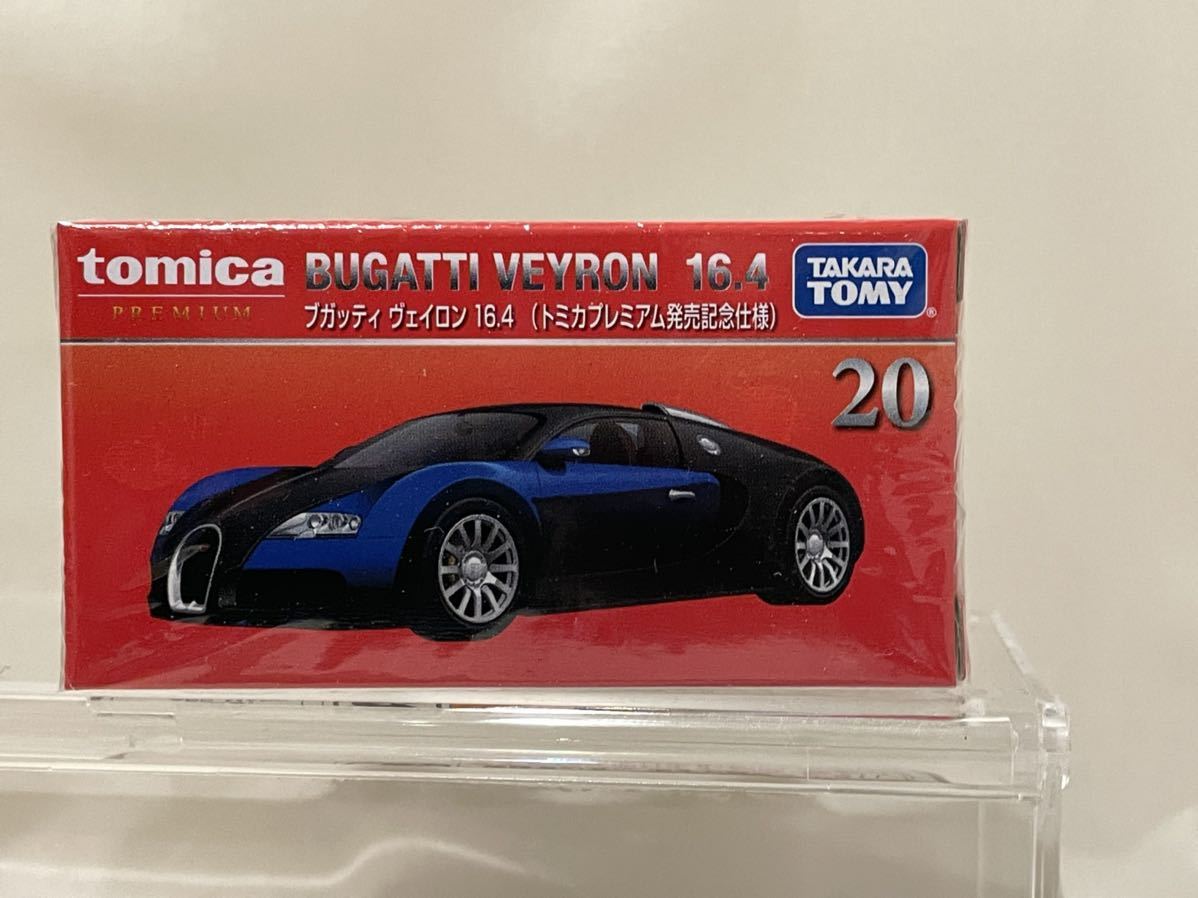 tomica
PREMIUM
BUGATTI VEYRON 16.4
ブガッティ ヴェイロン 16.4 (トミカプレミアム発売記念仕様)
TAKARA
TOMY
®
20